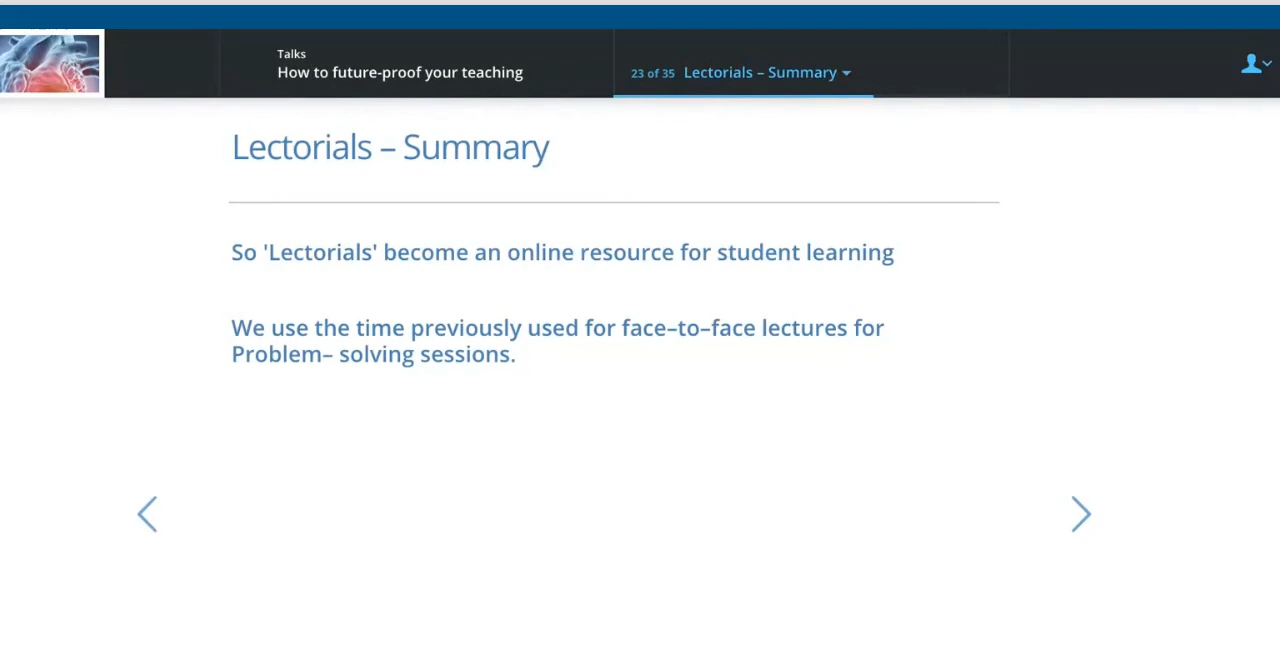 Talks
How to future-proof your teaching
23 of 35 Lectorials – Summary
Lectorials – Summary
So 'Lectorials' become an online resource for student learning
We use the time previously used for face–to–face lectures for
Problem– solving sessions.